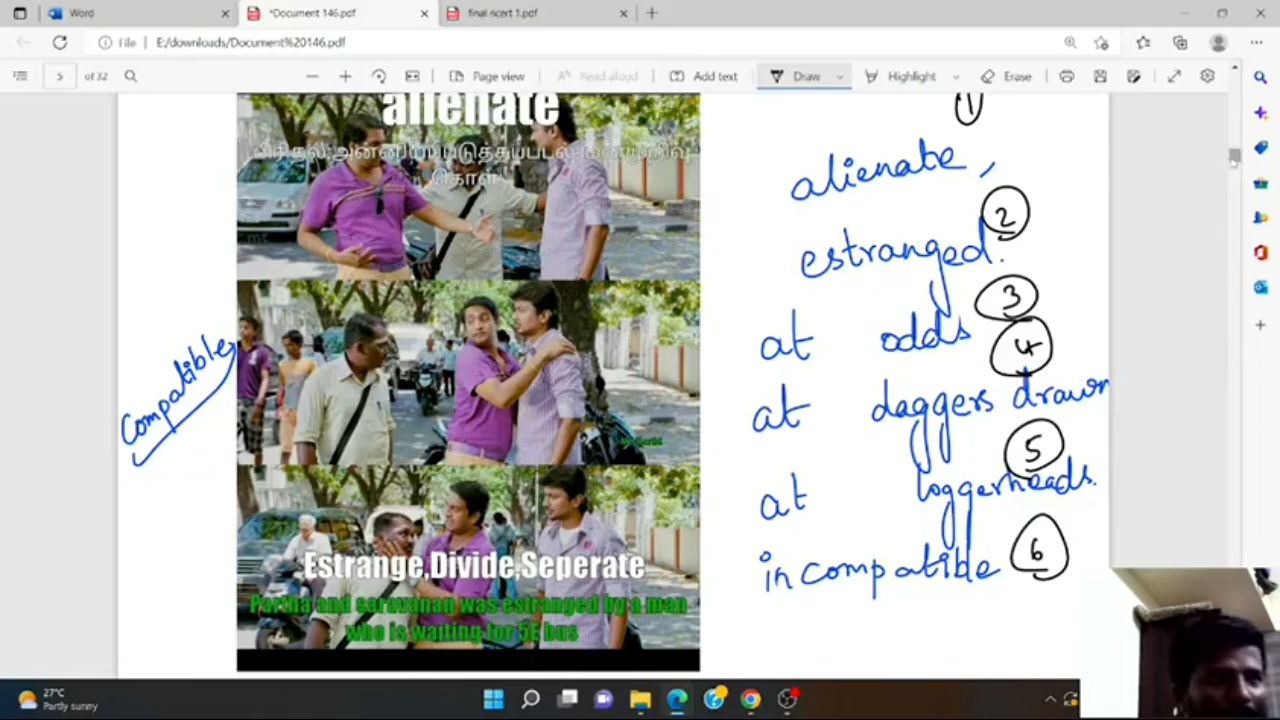 Word
*Document 146.pdf
final ncert 1.pdf
File
E:/downloads/Document%20146.pdf
5
of 32
Page view
Read aloud
Add text
Draw
Highlight
Erase
alienate
①
alienate,
estranged. ②
at odds ③
④
at daggers drawn
⑤
at loggerheads.
incompatible ⑥
Compatible
Estrange,Divide,Seperate
Partha and saravanan was estranged by a man
who is waiting for 5E bus
27°C
Partly sunny